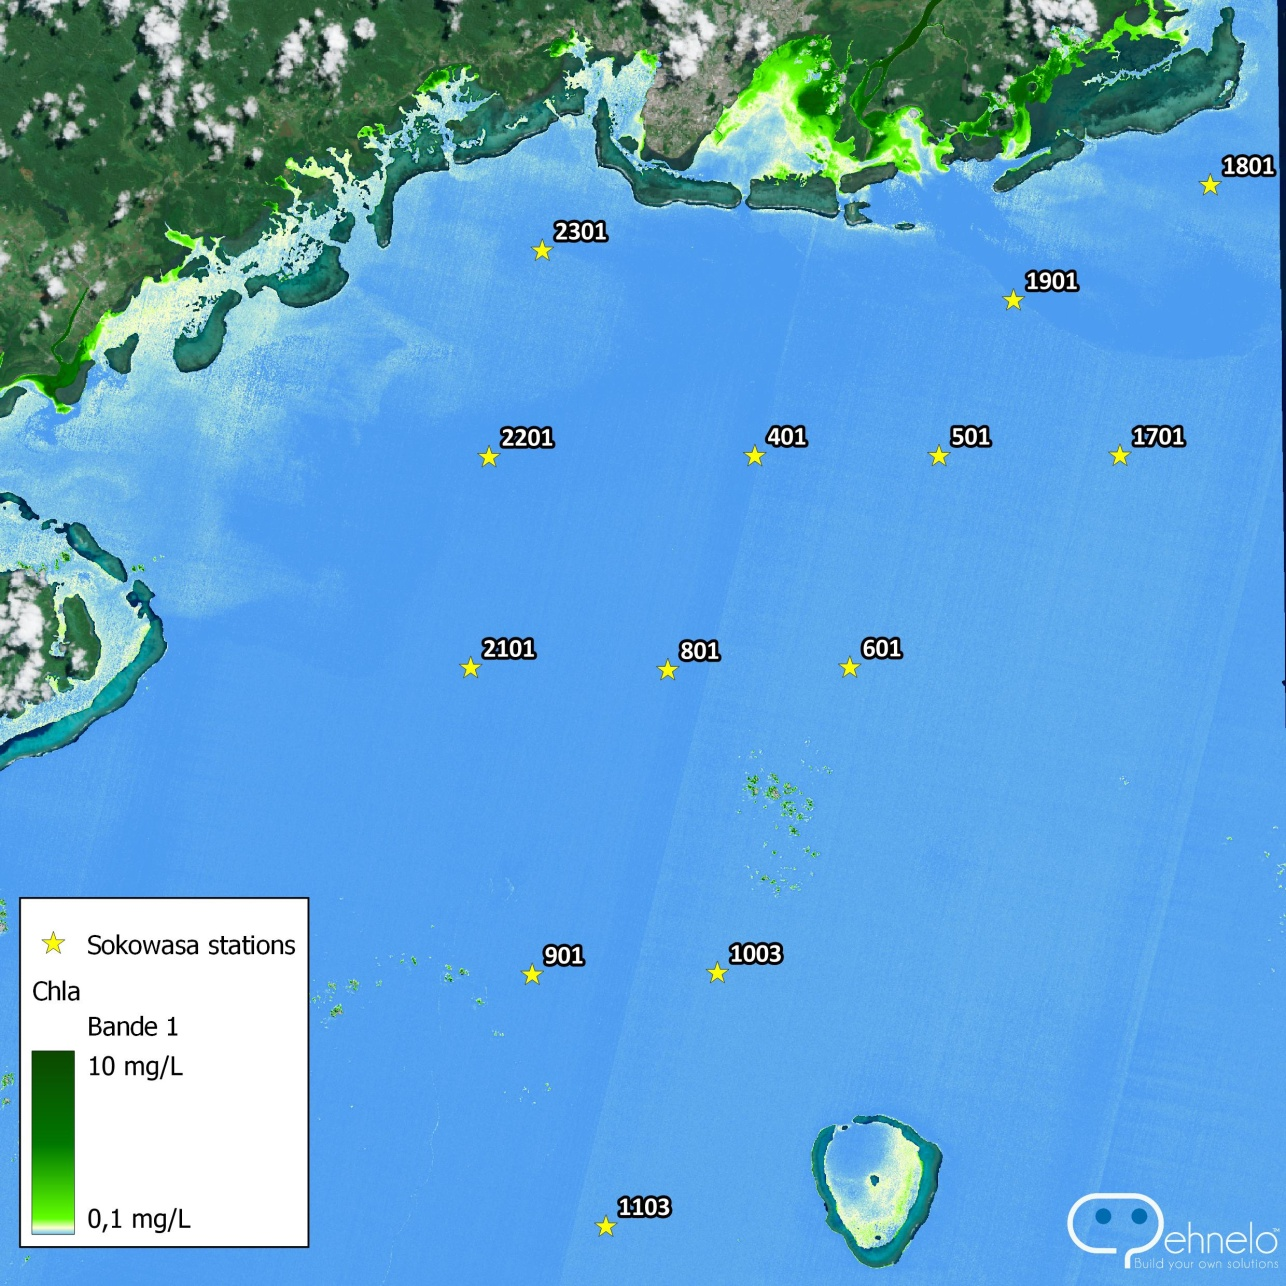 1801
2301
1901
2201
401
501
1701
2101
801
601
901
1003
1103
Sokowasa stations
Chla
Bande 1
10 mg/L
0,1 mg/L
ehnelo™
Build your own solutions